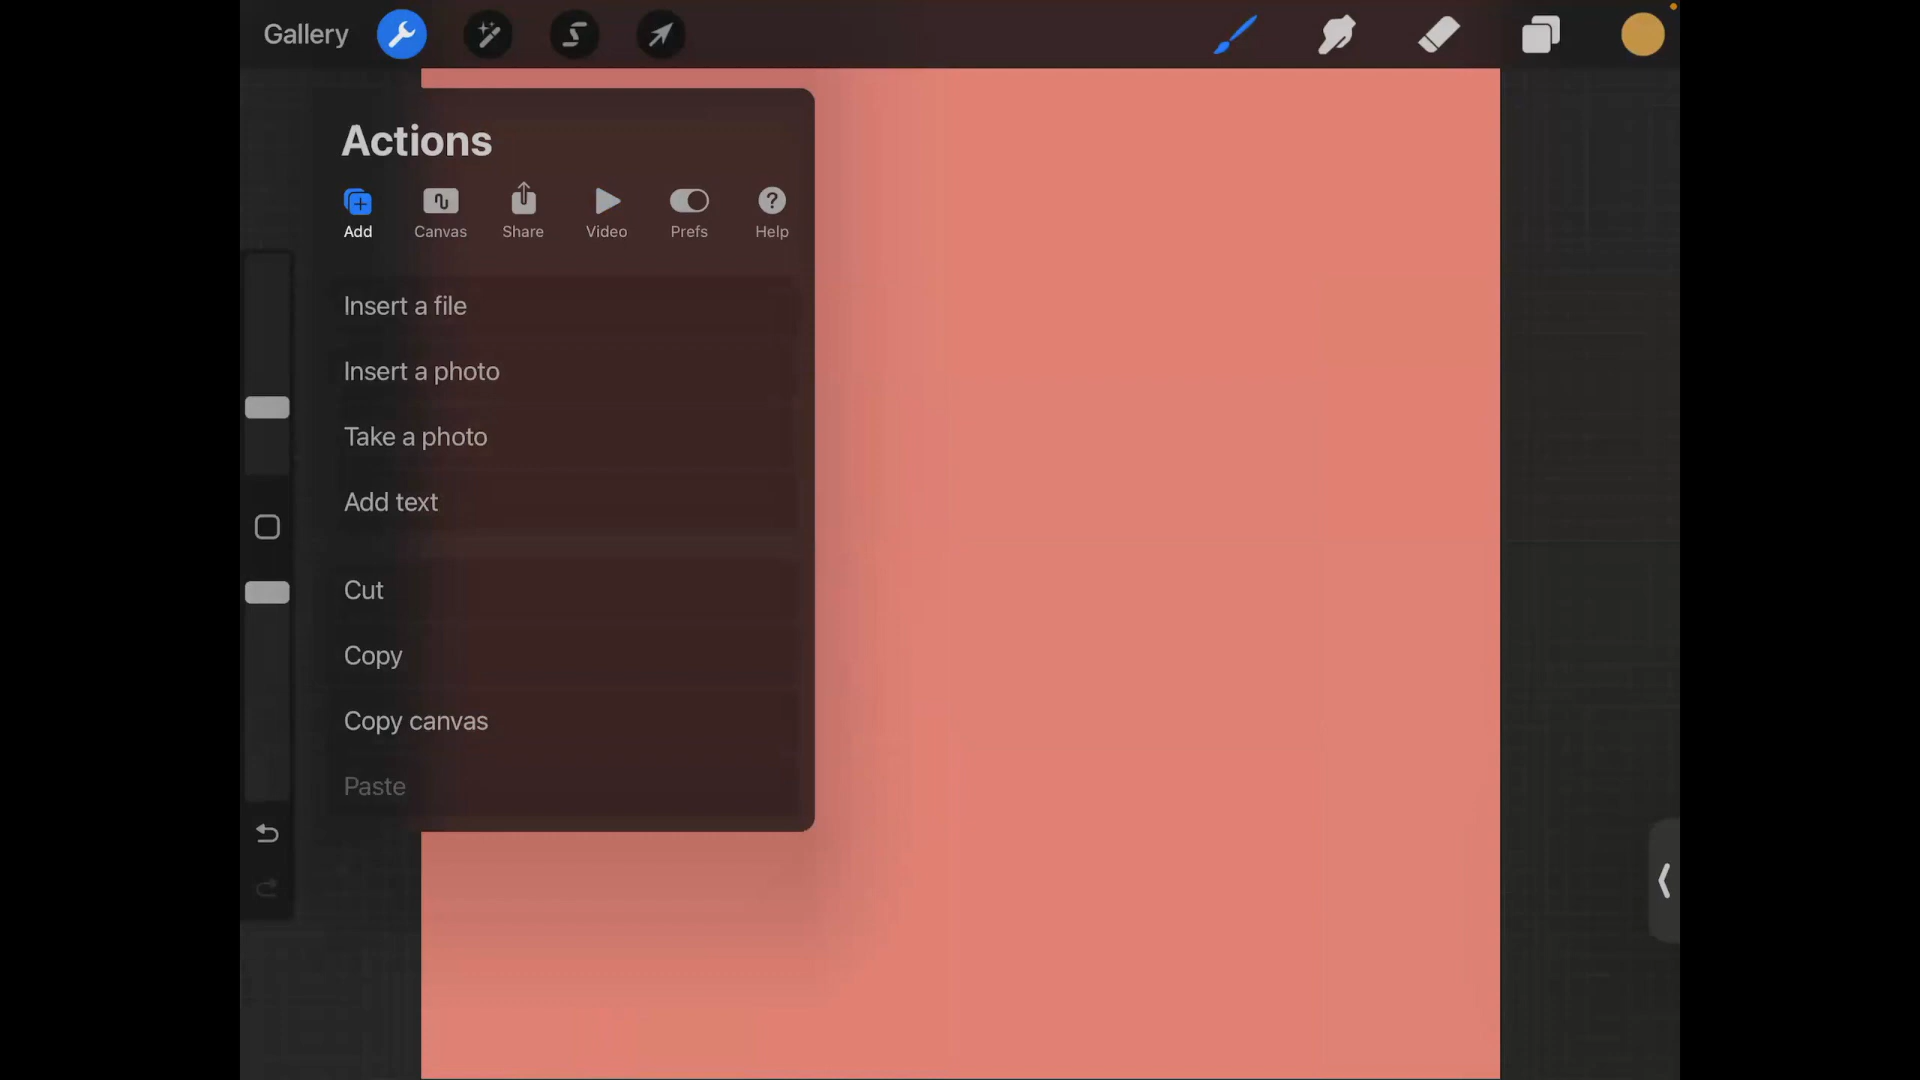 Gallery
Actions
Add
Canvas
Share
Video
Prefs
Help
Insert a file
Insert a photo
Take a photo
Add text
Cut
Copy
Copy canvas
Paste